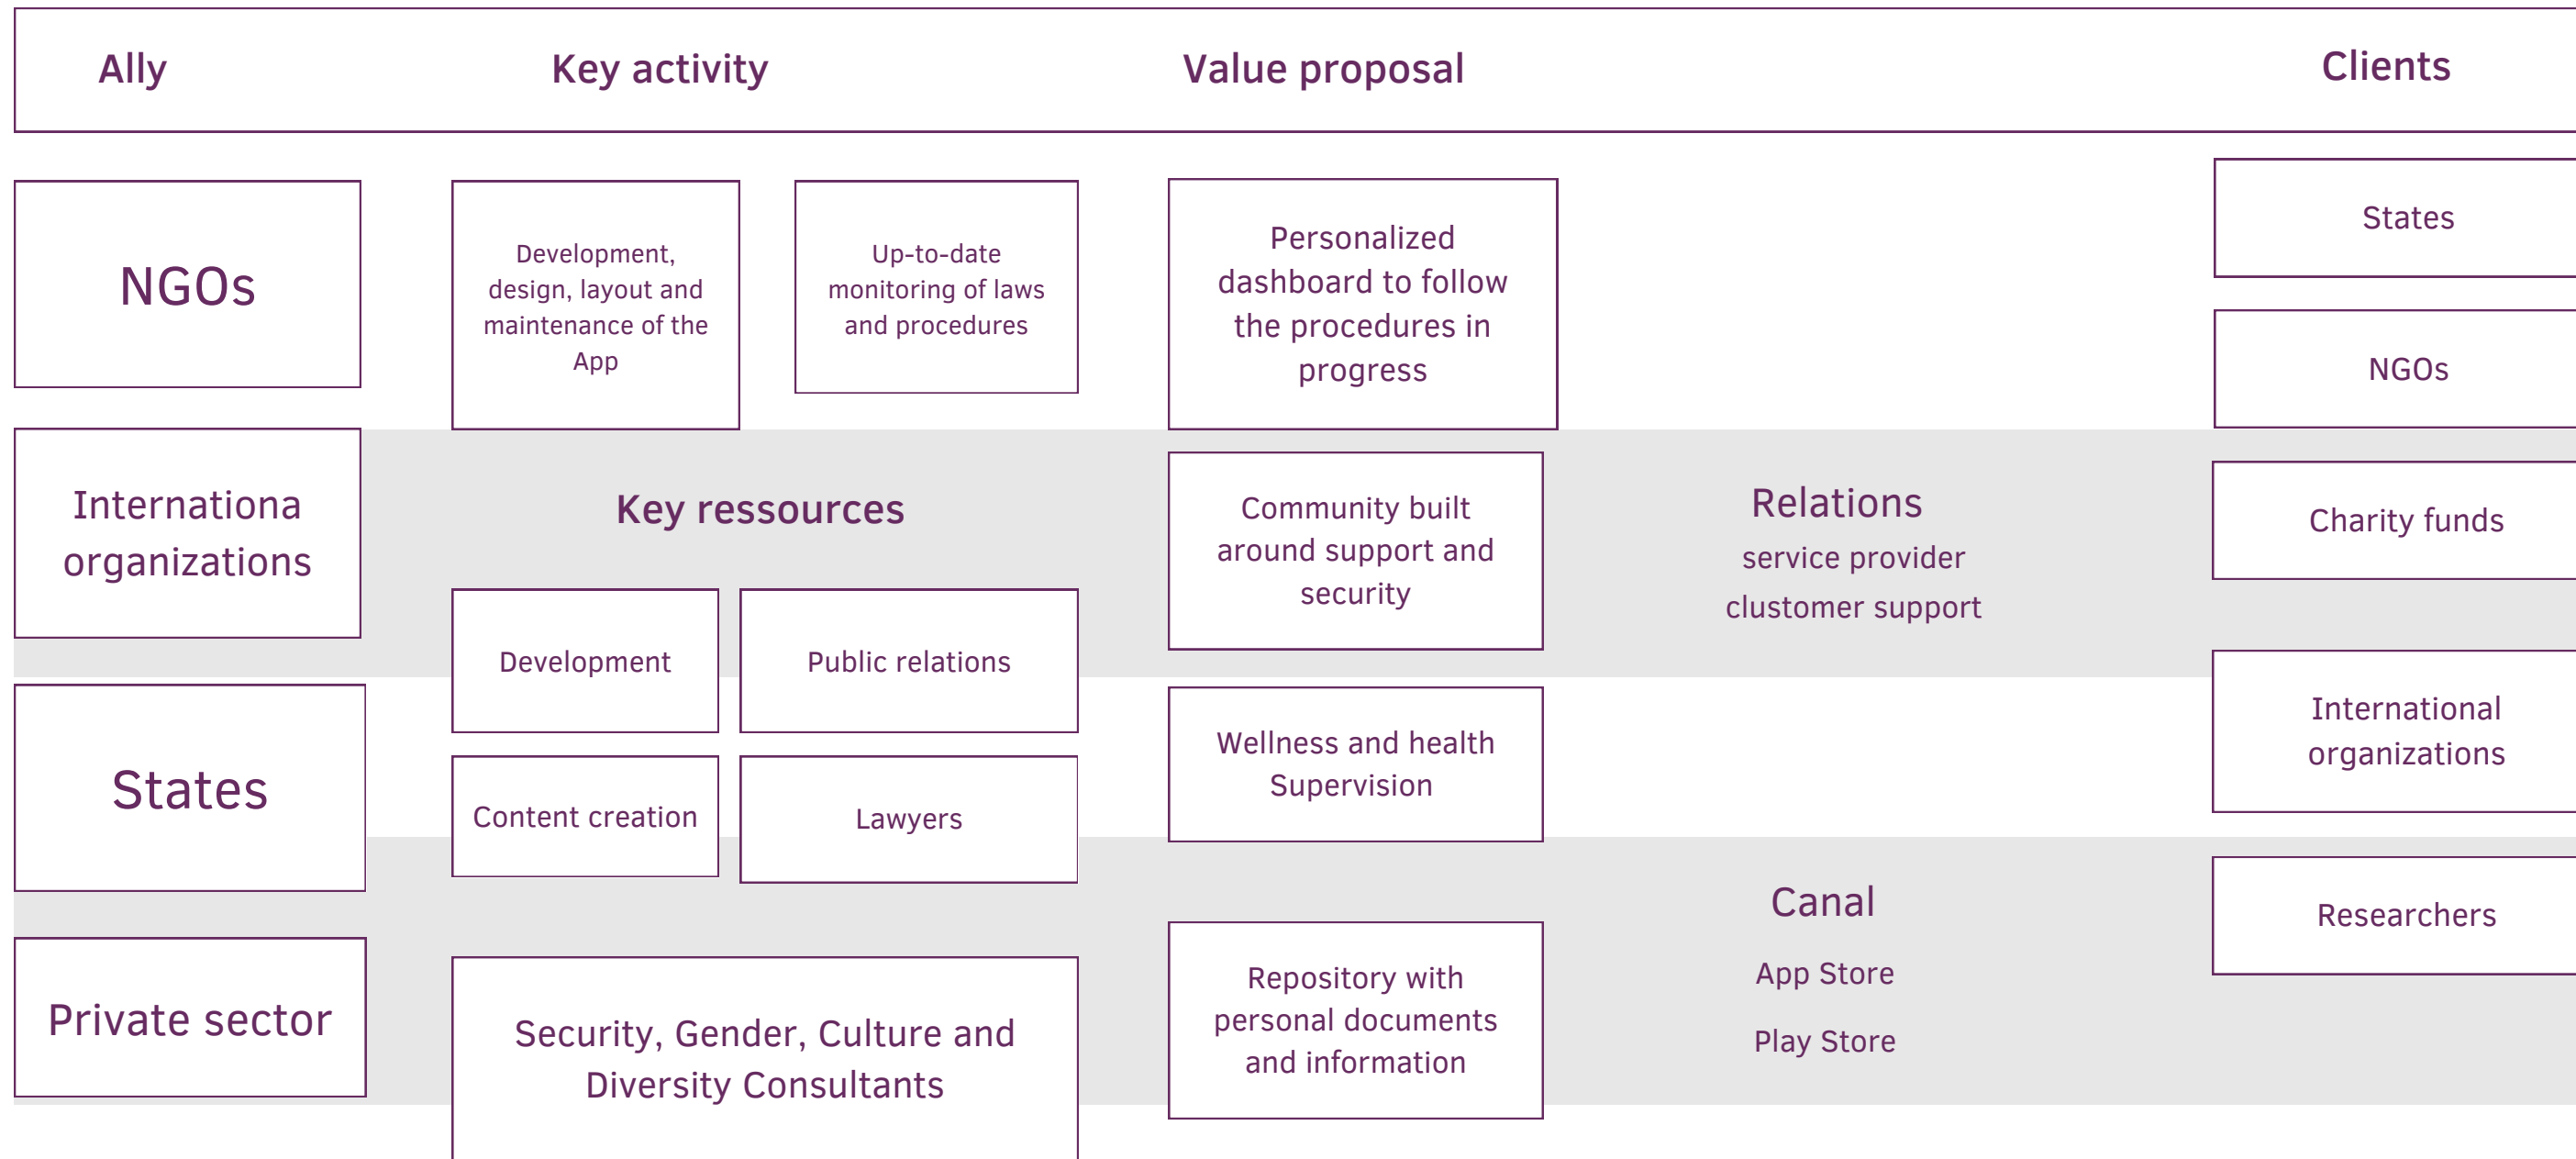 Ally
Key activity
Value proposal
Clients
NGOs
Internationa
organizations
States
Private sector
Development,
design, layout and
maintenance of the
App
Up-to-date
monitoring of laws
and procedures
Key ressources
Development
Public relations
Content creation
Lawyers
Security, Gender, Culture and
Diversity Consultants
Personalized
dashboard to follow
the procedures in
progress
Community built
around support and
security
Wellness and health
Supervision
Repository with
personal documents
and information
Relations
service provider
clustomer support
Canal
App Store
Play Store
States
NGOs
Charity funds
International
organizations
Researchers